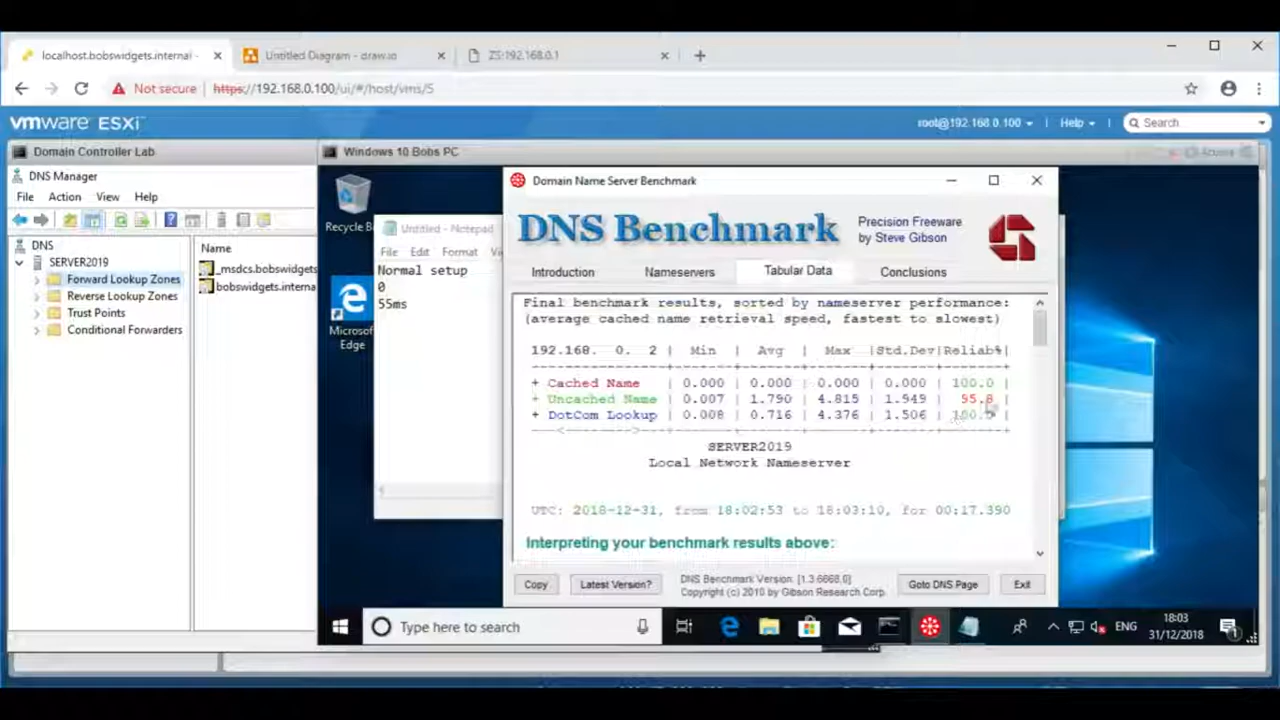 localhost.bobswidgets.internal -
Untitled Diagram - draw.io
ZS:192.168.0.1
Not secure
https://192.168.0.100/ui/#/host/vms/5
vmware ESXi
root@192.168.0.100
Help
Search
Domain Controller Lab
Windows 10 Bobs PC
DNS Manager
File Action View Help
DNS
SERVER2019
Forward Lookup Zones
Reverse Lookup Zones
Trust Points
Conditional Forwarders
Name
_msdcs.bobswidgets
bobswidgets.interna
Recycle B
Microsof
Edge
Untitled - Notepad
File Edit Format
Normal setup
0
55ms
Domain Name Server Benchmark
DNS Benchmark
Precision Freeware
by Steve Gibson
Introduction Nameservers Tabular Data Conclusions
Final benchmark results, sorted by nameserver performance:
(average cached name retrieval speed, fastest to slowest)
192.168. 0. 2 | Min | Avg | Max |Std.Dev|Reliab%|
+ Cached Name | 0.000 | 0.000 | 0.000 | 0.000 | 100.0 |
+ Uncached Name | 0.007 | 1.790 | 4.815 | 1.949 | 95.8
+ DotCom Lookup | 0.008 | 0.716 | 4.376 | 1.506 | 100.0
SERVER2019
Local Network Nameserver
UTC: 2018-12-31, from 18:02:53 to 18:03:10, for 00:17.390
Interpreting your benchmark results above:
Copy
Latest Version?
DNS Benchmark Version: [1.3.6668.0]
Copyright (c) 2010 by Gibson Research Corp.
Goto DNS Page
Exit
Type here to search
ENG
18:03
31/12/2018
1